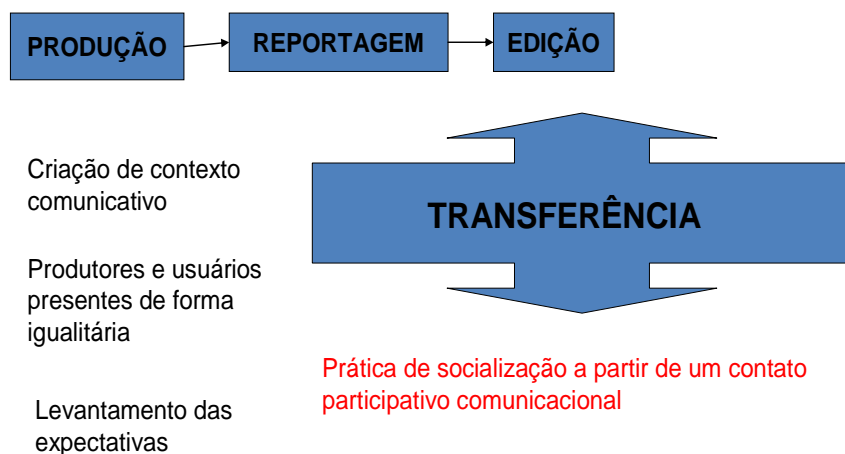 PRODUÇÃO
REPORTAGEM
EDIÇÃO
Criação de contexto
comunicativo
TRANSFERÊNCIA
Produtores e usuários
presentes de forma
igualitária
Prática de socialização a partir de um contato
participativo comunicacional
Levantamento das
expectativas